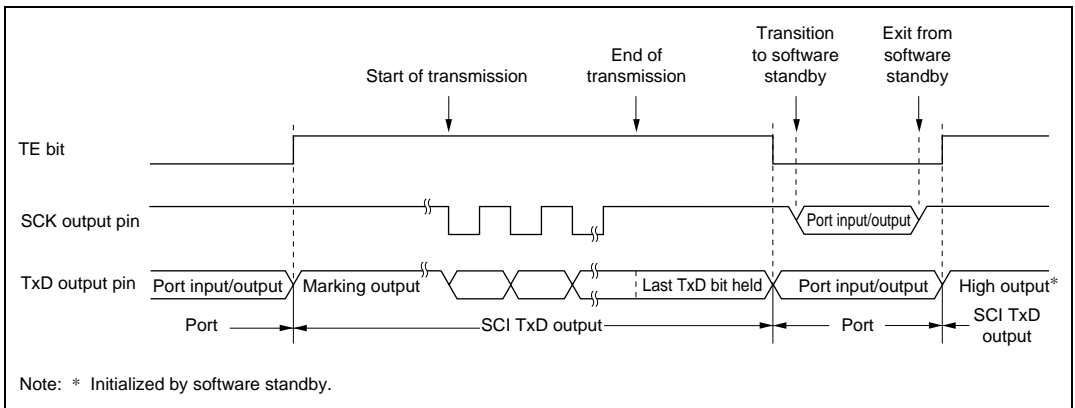 Transition
to software
standby
Exit from
software
standby
End of
transmission
Start of transmission
TE bit
SCK output pin
Port input/output
TxD output pin
Port input/output
Marking output
Last TxD bit held
Port input/output
High output*
Port
SCI TxD output
Port
SCI TxD
output
Note: * Initialized by software standby.